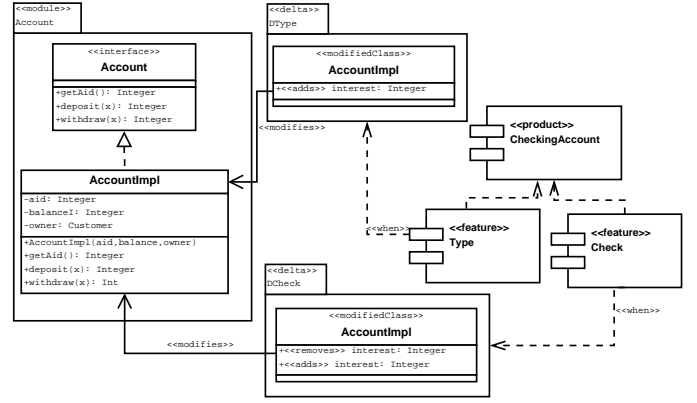 <<module>>
Account
<<interface>>
Account
+getAid(): Integer
+deposit(x): Integer
+withdraw(x): Integer
AccountImpl
-aid: Integer
-balanceI: Integer
-owner: Customer
+AccountImpl(aid,balance,owner)
+getAid(): Integer
+deposit(x): Integer
+withdraw(x): Int
<<delta>>
DType
<<modifiedClass>>
AccountImpl
+<<adds>> interest: Integer
<<modifies>>
<<product>>
CheckingAccount
<<when>>
<<feature>>
Type
<<feature>>
Check
<<when>>
<<delta>>
DCheck
<<modifiedClass>>
AccountImpl
+<<removes>> interest: Integer
+<<adds>> interest: Integer
<<modifies>>